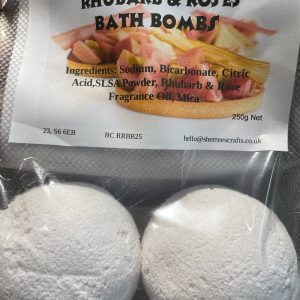 RHUBARB & ROSES
BATH BOMBS
Ingredients: Sodium, Bicarbonate, Citric
Acid,SLSA Powder, Rhubarb & Rose
Fragrance Oil, Mica
250g Net
23, S6 6EB
BC RRBB25
hello@sherreescrafts.co.uk